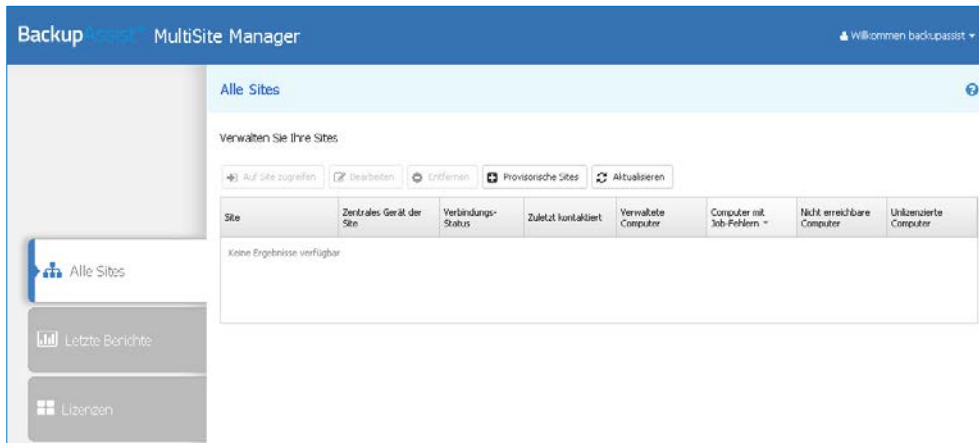 BackupAssist™ MultiSite Manager
Willkommen backupassist
Alle Sites
Verwalten Sie Ihre Sites
Auf Site zugreifen Bearbeiten Entfernen Provisorische Sites Aktualisieren
Site Zentrales Gerät der Site Verbindungs-Status Zuletzt kontaktiert Verwaltete Computer Computer mit Job-Fehlern Nicht erreichbare Computer Unlizenzierte Computer
Keine Ergebnisse verfügbar
Alle Sites
Letzte Berichte
Lizenzen